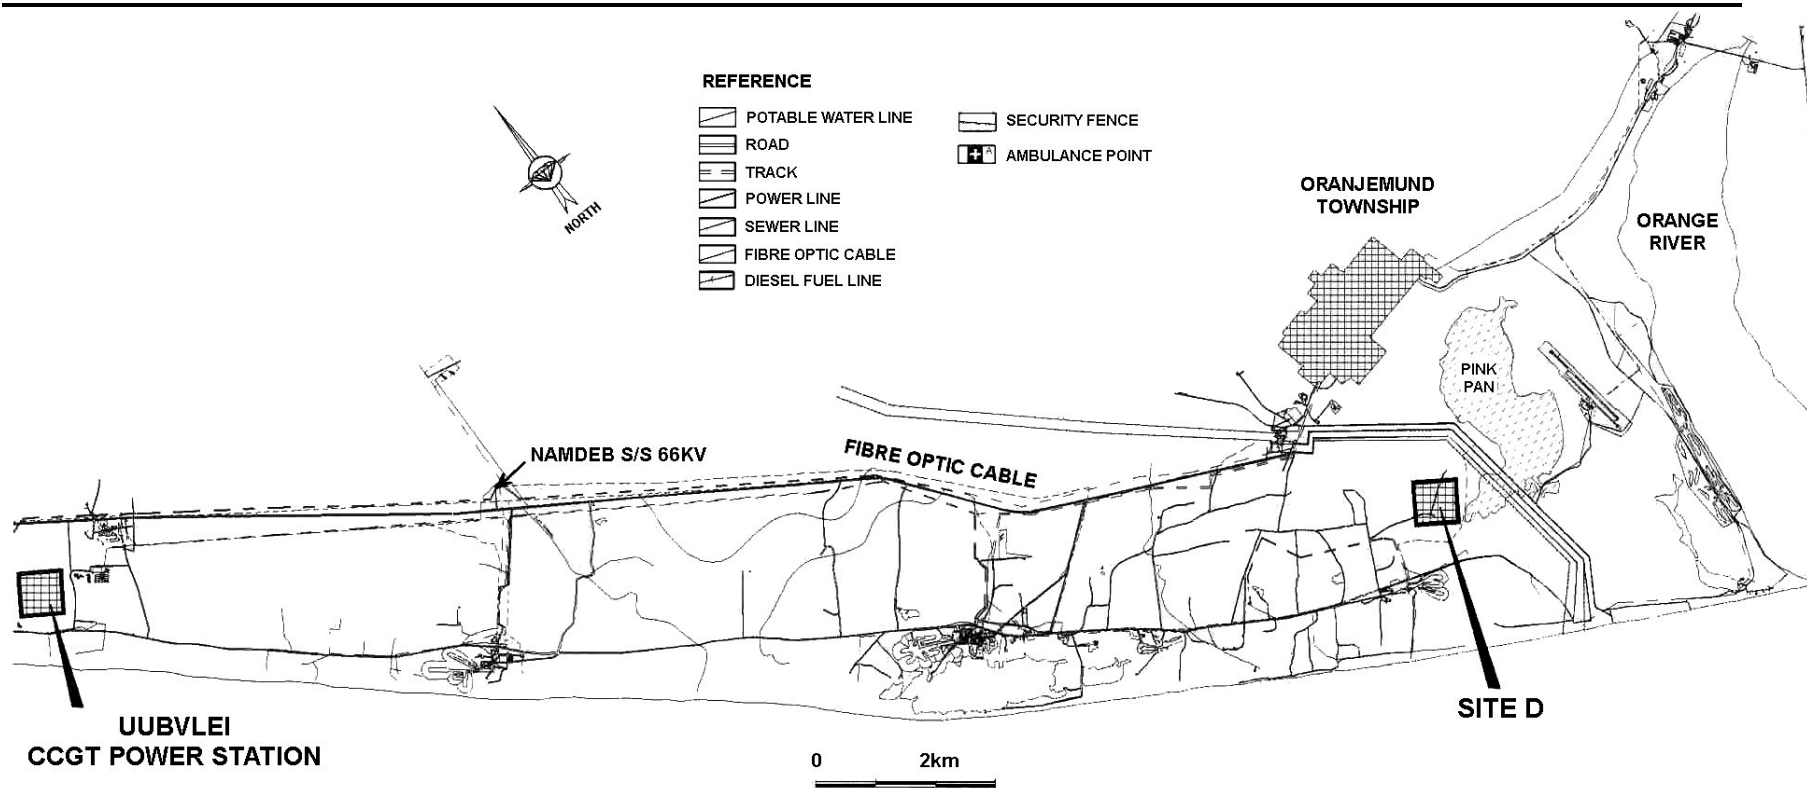 REFERENCE
POTABLE WATER LINE
ROAD
TRACK
POWER LINE
SEWER LINE
FIBRE OPTIC CABLE
DIESEL FUEL LINE
SECURITY FENCE
A
AMBULANCE POINT
NORTH
ORANJEMUND
TOWNSHIP
ORANGE
RIVER
PINK
PAN
NAMDEB S/S 66KV
FIBRE OPTIC CABLE
SITE D
UUBVLEI
CCGT POWER STATION
0 2km